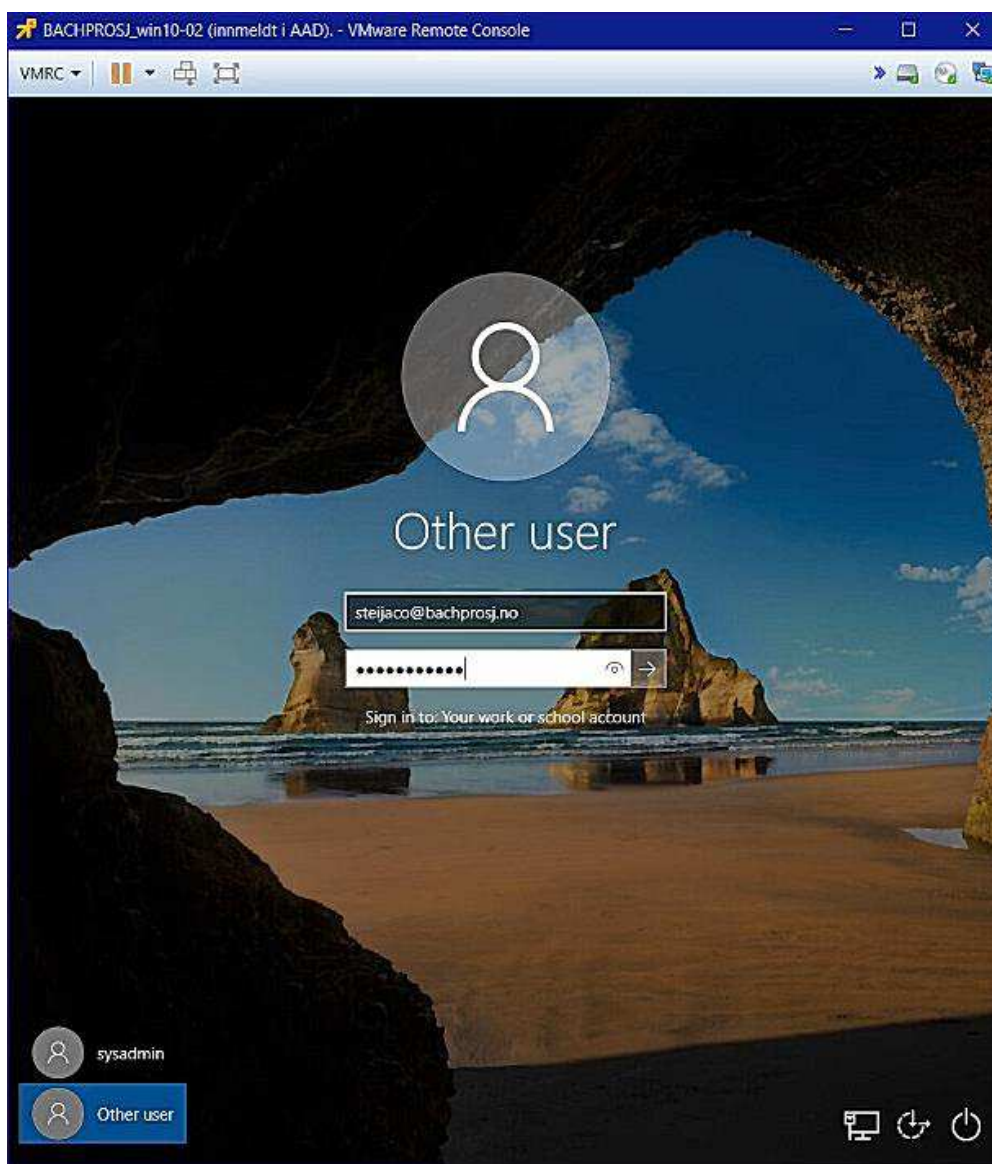 BACHPROSJ_win10-02 (innmeldt i AAD). - VMware Remote Console
VMRC
Other user
steijaco@bachprosj.no
Sign in to: Your work or school account
sysadmin
Other user